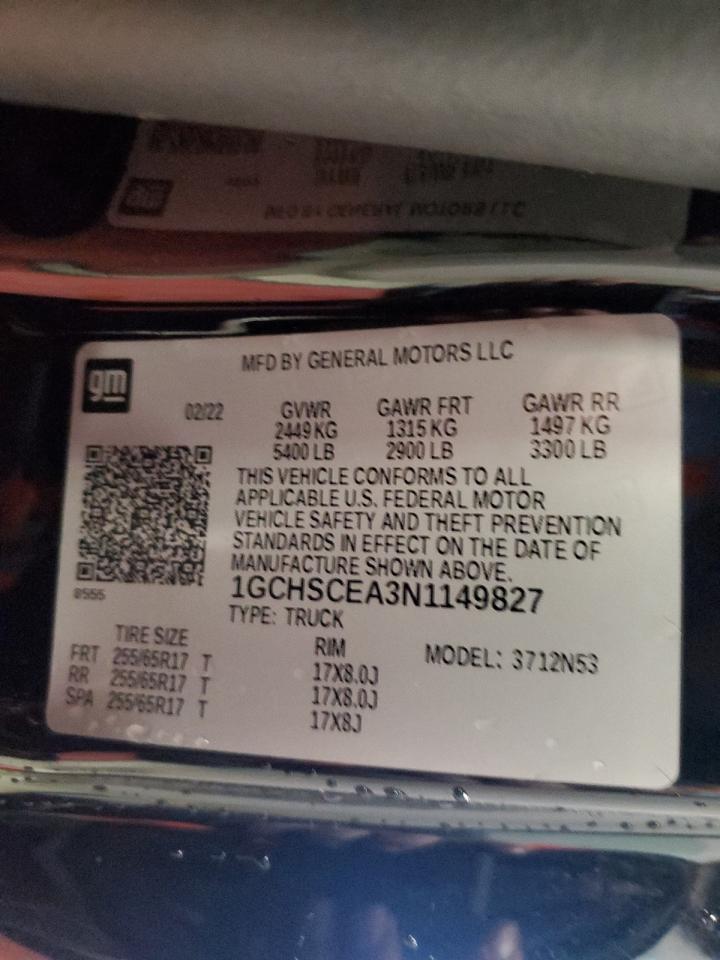 gm
MFD BY GENERAL MOTORS LLC
02/22
GVWR GAWR FRT GAWR RR
2449 KG 1315 KG 1497 KG
5400 LB 2900 LB 3300 LB
THIS VEHICLE CONFORMS TO ALL
APPLICABLE U.S. FEDERAL MOTOR
VEHICLE SAFETY AND THEFT PREVENTION
STANDARDS IN EFFECT ON THE DATE OF
MANUFACTURE SHOWN ABOVE.
8555
1GCHSCEA3N1149827
TYPE: TRUCK
TIRE SIZE RIM MODEL: 3712N53
FRT 255/65R17 T 17X8.0J
RR 255/65R17 T 17X8.0J
SPA 255/65R17 T 17X8J